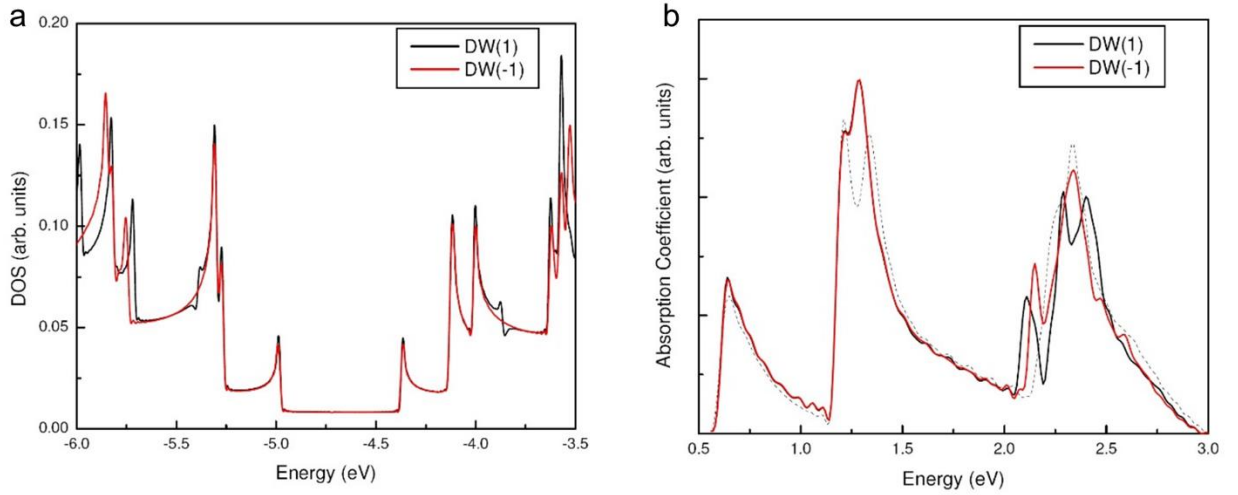 a
0.20
0.15
0.10
0.05
0.00
DOS (arb. units)
DW(1)
DW(-1)
-6.0 -5.5 -5.0 -4.5 -4.0 -3.5
Energy (eV)
b
Absorption Coefficient (arb. units)
DW(1)
DW(-1)
0.5 1.0 1.5 2.0 2.5 3.0
Energy (eV)